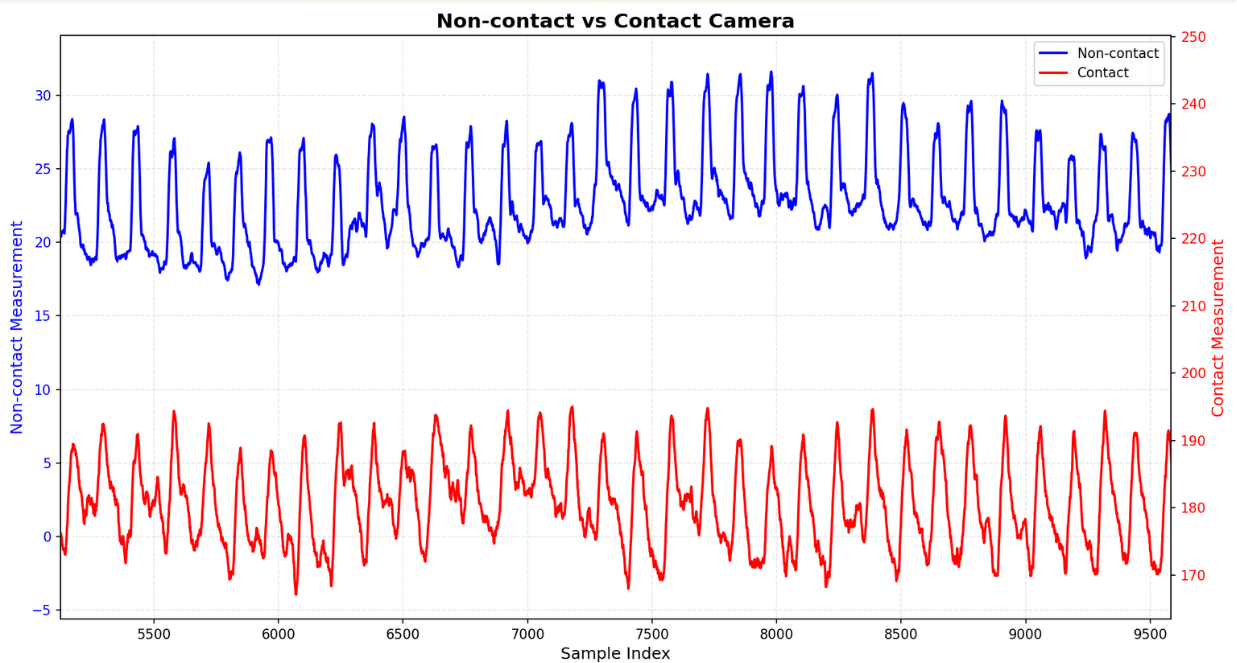 Non-contact vs Contact Camera
Non-contact
Contact
Non-contact Measurement
30
25
20
15
10
5
0
−5
250
240
230
220
210
200
190
180
170
Contact Measurement
5500 6000 6500 7000 7500 8000 8500 9000 9500
Sample Index